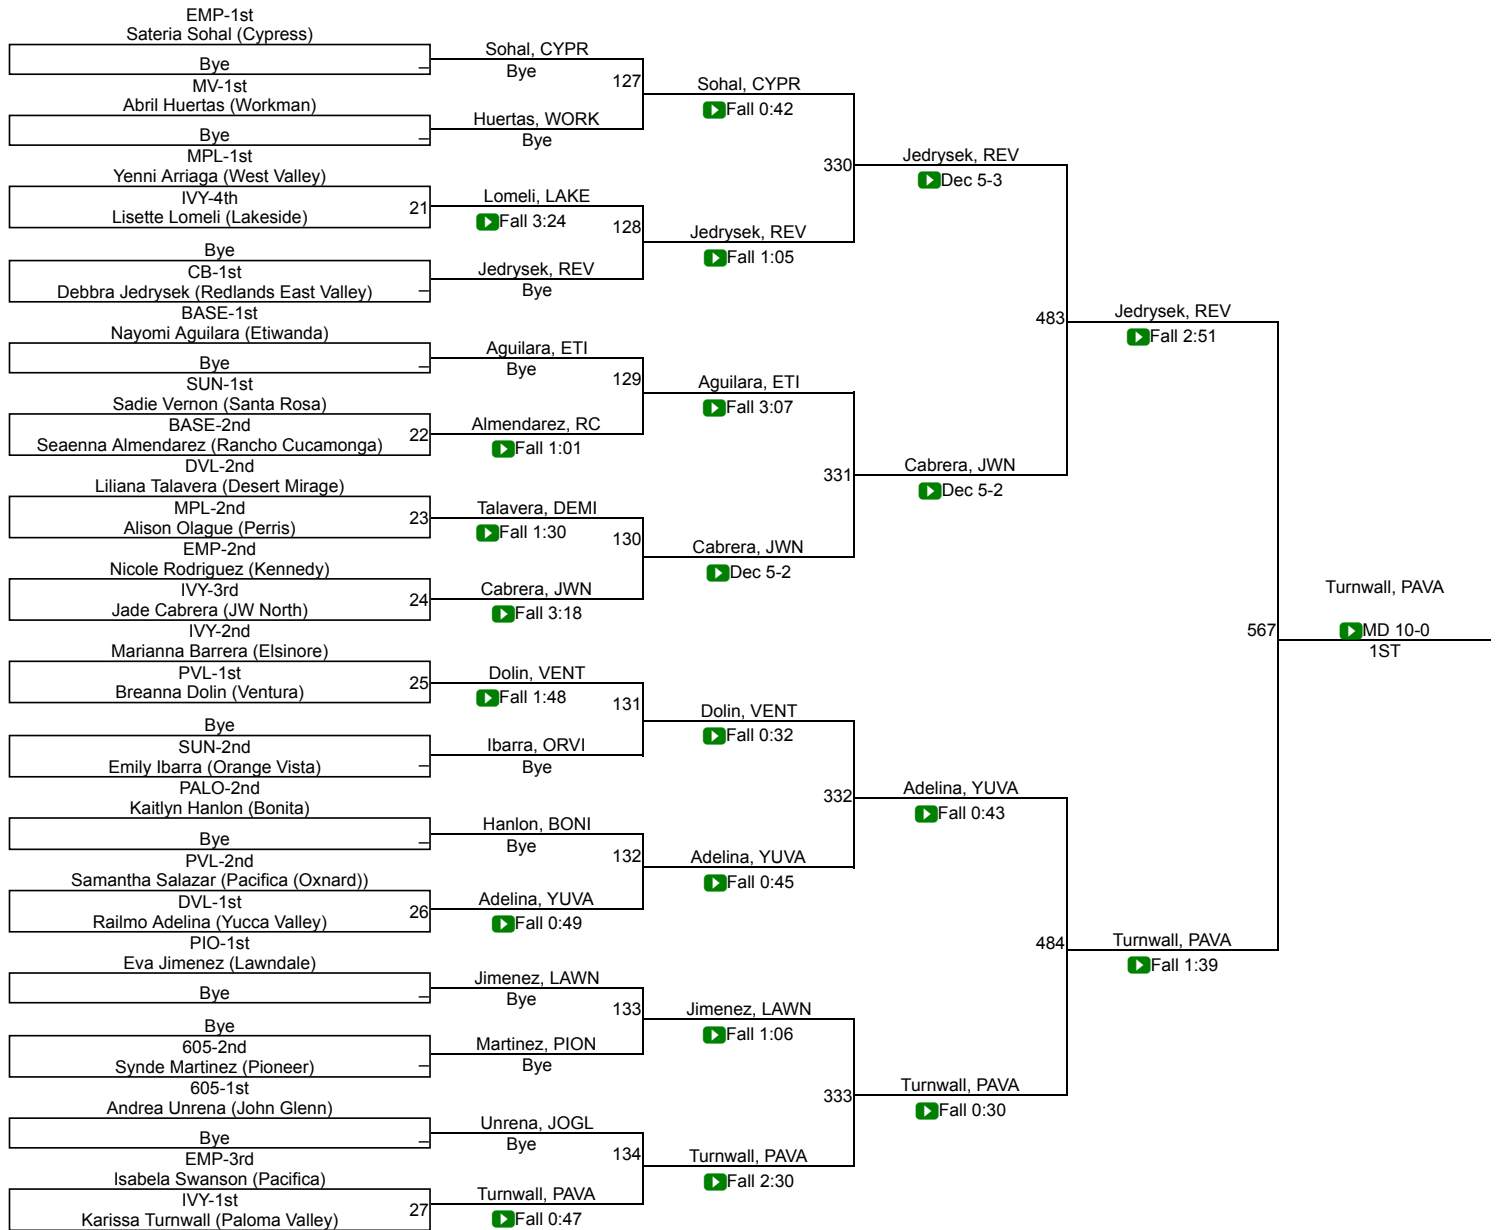 EMP-1st
Sateria Sohal (Cypress)
Bye
MV-1st
Abril Huertas (Workman)
Bye
MPL-1st
Yenni Arriaga (West Valley)
IVY-4th
21
Lisette Lomeli (Lakeside)
Bye
CB-1st
Debbra Jedrysek (Redlands East Valley)
BASE-1st
Nayomi Aguilara (Etiwanda)
Bye
SUN-1st
Sadie Vernon (Santa Rosa)
BASE-2nd
22
Seaenna Almendarez (Rancho Cucamonga)
DVL-2nd
Liliana Talavera (Desert Mirage)
MPL-2nd
23
Alison Olague (Perris)
EMP-2nd
Nicole Rodriguez (Kennedy)
IVY-3rd
24
Jade Cabrera (JW North)
IVY-2nd
Marianna Barrera (Elsinore)
PVL-1st
25
Breanna Dolin (Ventura)
Bye
SUN-2nd
Emily Ibarra (Orange Vista)
PALO-2nd
Kaitlyn Hanlon (Bonita)
Bye
PVL-2nd
Samantha Salazar (Pacifica (Oxnard))
DVL-1st
26
Railmo Adelina (Yucca Valley)
PIO-1st
Eva Jimenez (Lawndale)
Bye
Bye
605-2nd
Synde Martinez (Pioneer)
605-1st
Andrea Unrena (John Glenn)
Bye
EMP-3rd
Isabela Swanson (Pacifica)
IVY-1st
27
Karissa Turnwall (Paloma Valley)
Sohal, CYPR
Bye
127
Huertas, WORK
Bye
Lomeli, LAKE
Fall 3:24
128
Jedrysek, REV
Bye
Aguilara, ETI
Bye
129
Almendarez, RC
Fall 1:01
Talavera, DEMI
Fall 1:30
130
Cabrera, JWN
Fall 3:18
Dolin, VENT
Fall 1:48
131
Ibarra, ORVI
Bye
Hanlon, BONI
Bye
132
Adelina, YUVA
Fall 0:49
Jimenez, LAWN
Bye
133
Martinez, PION
Bye
Unrena, JOGL
Bye
134
Turnwall, PAVA
Fall 0:47
Sohal, CYPR
Fall 0:42
330
Jedrysek, REV
Fall 1:05
Aguilara, ETI
Fall 3:07
331
Cabrera, JWN
Dec 5-2
Dolin, VENT
Fall 0:32
332
Adelina, YUVA
Fall 0:45
Jimenez, LAWN
Fall 1:06
333
Turnwall, PAVA
Fall 2:30
Jedrysek, REV
Dec 5-3
483
Cabrera, JWN
Dec 5-2
Adelina, YUVA
Fall 0:43
484
Turnwall, PAVA
Fall 0:30
Jedrysek, REV
Fall 2:51
567
Turnwall, PAVA
Fall 1:39
Turnwall, PAVA
MD 10-0
1ST